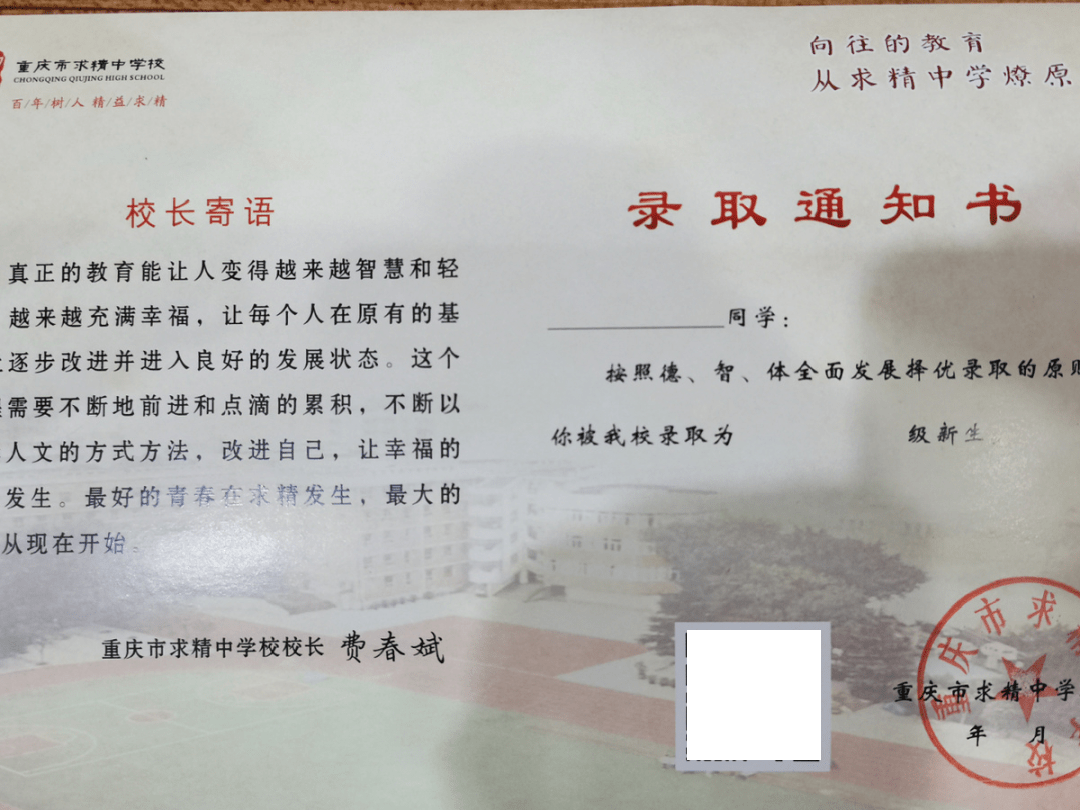 重庆市求精中学校
CHONGQING QIUJING HIGH SCHOOL
百/年/树/人 精/益/求/精
校长寄语
真正的教育能让人变得越来越智慧和轻
越来越充满幸福，让每个人在原有的基
逐步改进并进入良好的发展状态。这个
需要不断地前进和点滴的累积，不断以
人文的方式方法，改进自己，让幸福的
发生。最好的青春在求精发生，最大的
从现在开始。
重庆市求精中学校校长 费春斌
向往的教育
从求精中学燎原
录取通知书
同学：
按照德、智、体全面发展择优录取的原则
你被我校录取为 级新生
重庆市求精中学
年 月
重庆市求 校